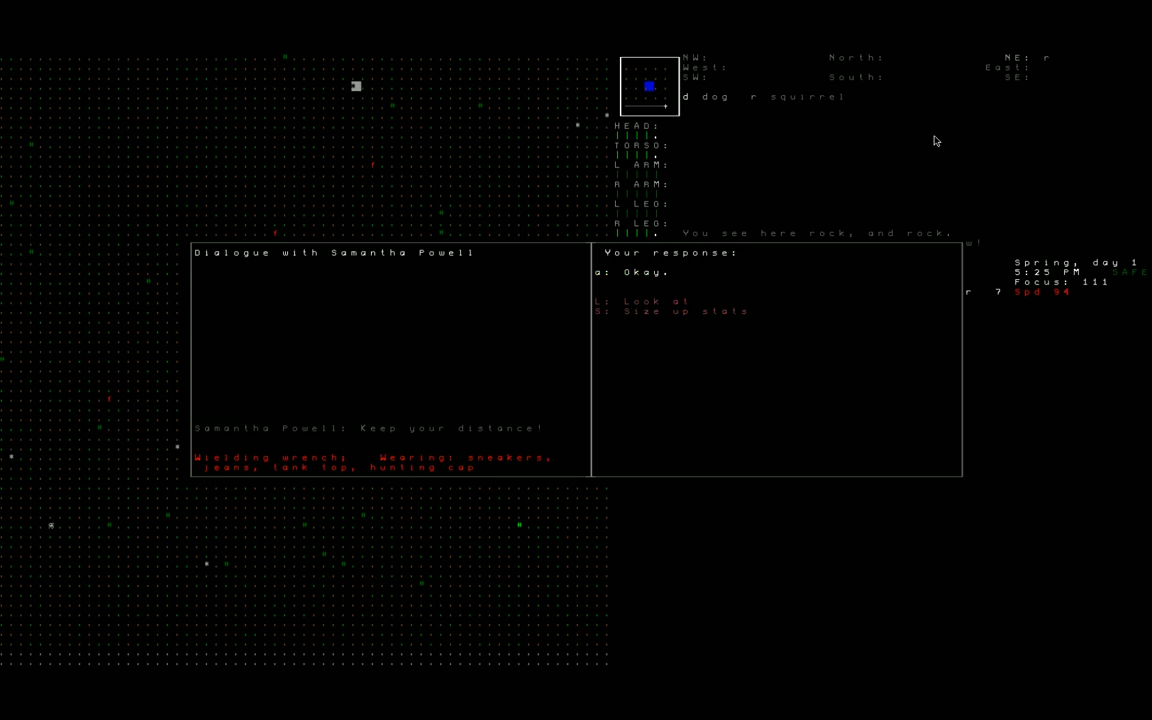 NW: North: NE: r
West: East:
SW: South: SE:
d dog r squirrel
HEAD:
||||.
TORSO:
||||.
L ARM:
|||||
R ARM:
|||||
L LEG:
|||||
R LEG:
||||.
You see here rock, and rock.
w!
Dialogue with Samantha Powell
Samantha Powell: Keep your distance!
Wielding wrench; Wearing: sneakers,
jeans, tank top, hunting cap
Your response:
a: Okay.
L: Look at
S: Size up stats
Spring, day 1
5:25 PM SAFE
Focus: 111
r 7 Spd 94